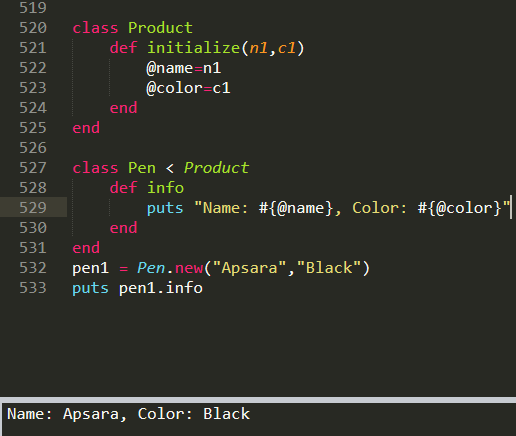 519
520 class Product
521     def initialize(n1,c1)
522         @name=n1
523         @color=c1
524     end
525 end
526
527 class Pen < Product
528     def info
529         puts "Name: #{@name}, Color: #{@color}"
530     end
531 end
532 pen1 = Pen.new("Apsara","Black")
533 puts pen1.info
Name: Apsara, Color: Black